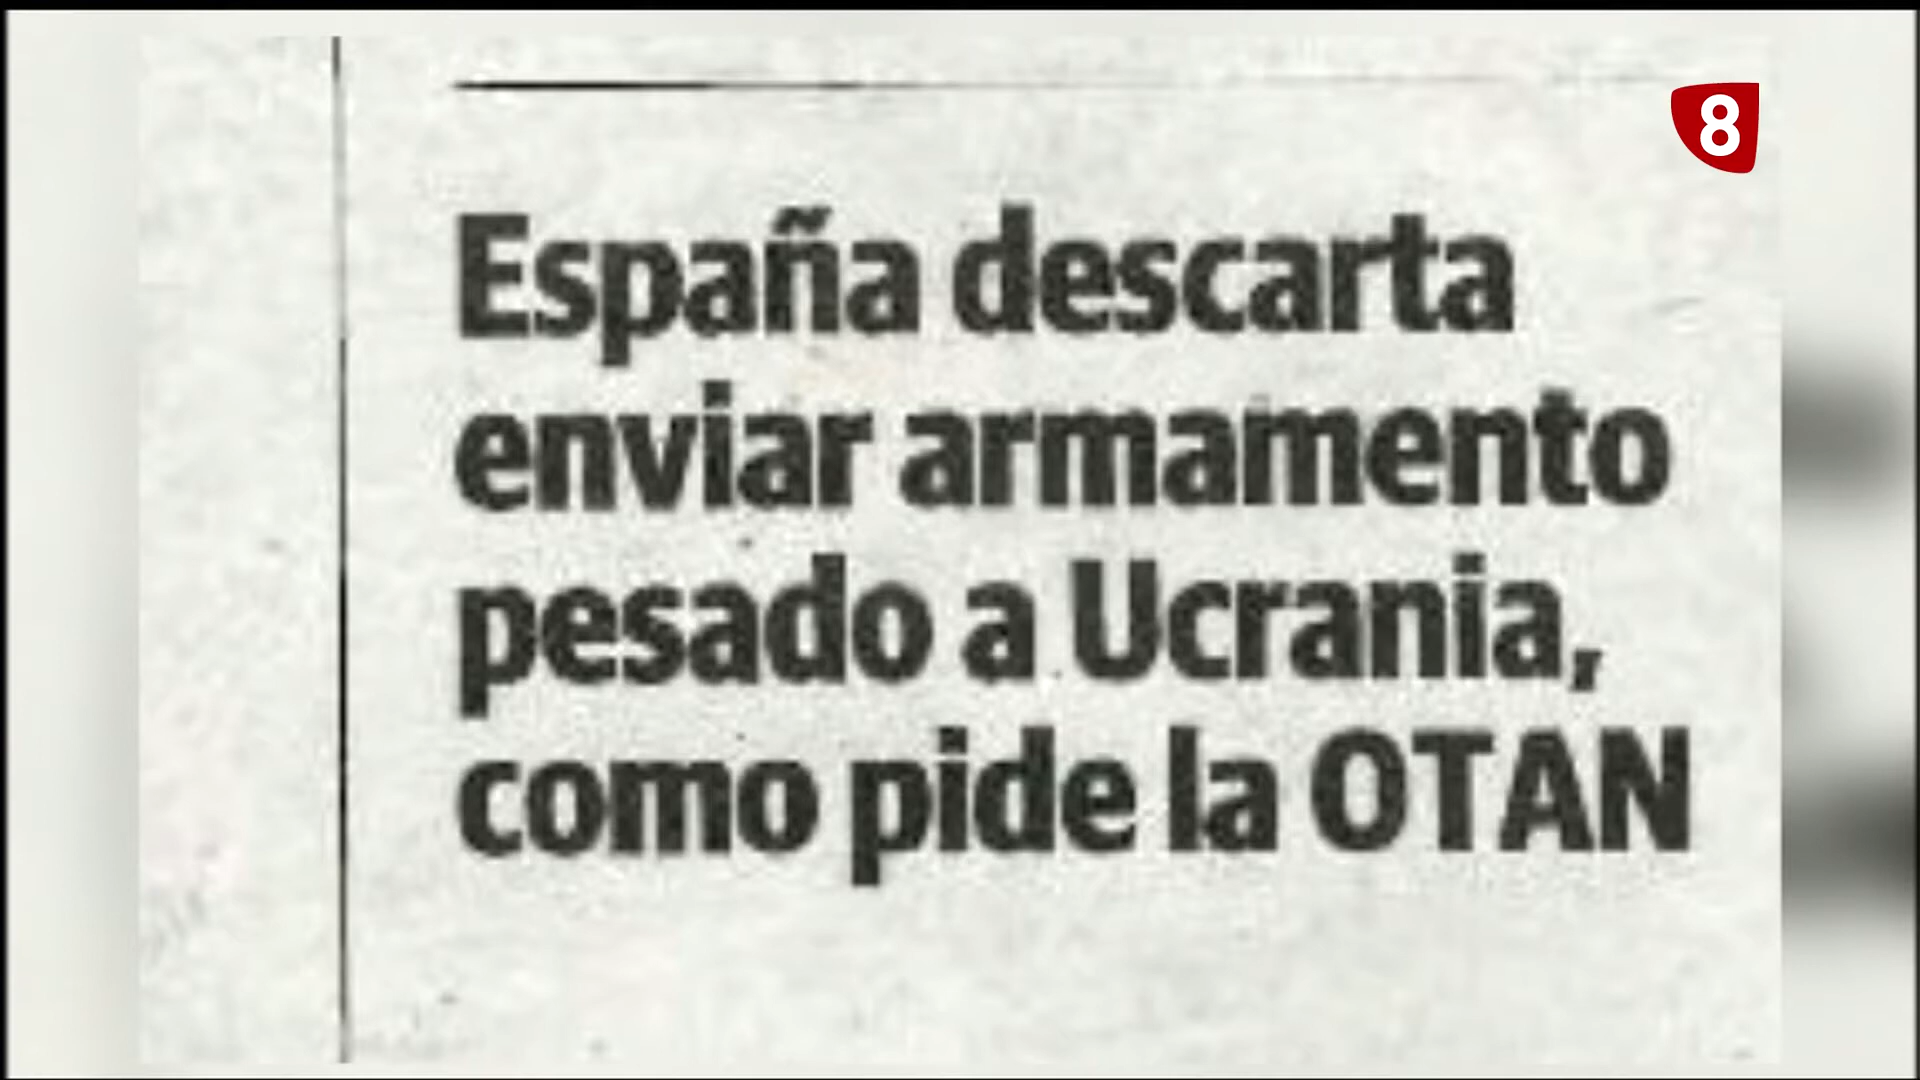 8
España descarta
enviar armamento
pesado a Ucrania,
como pide la OTAN